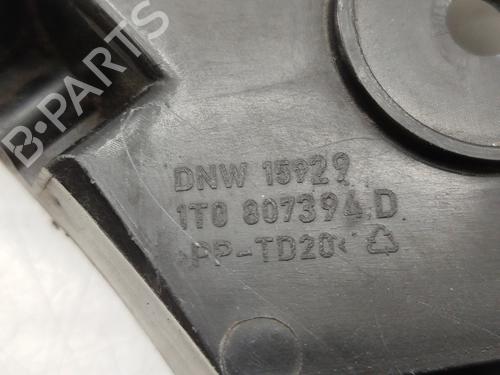 B-PARTS
DNW 15929
1T0 807394 D
>PP-TD20<